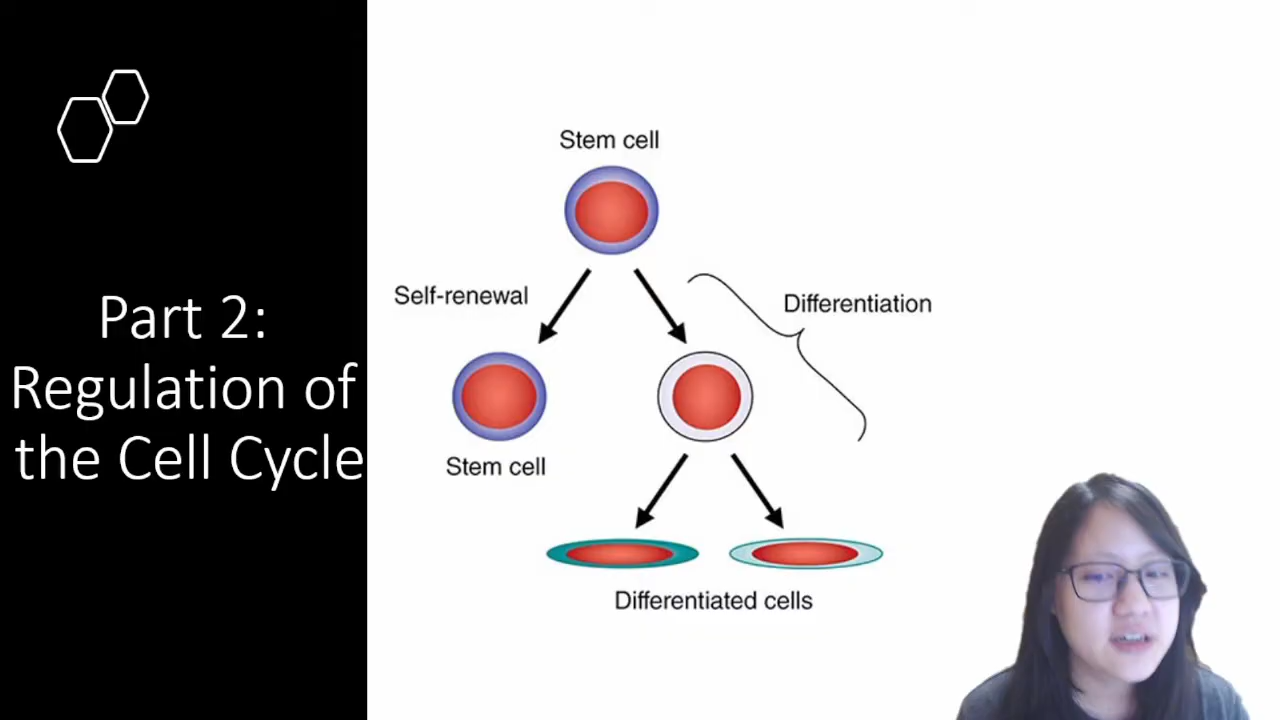 Part 2:
Regulation of
the Cell Cycle
Stem cell
Self-renewal
Differentiation
Stem cell
Differentiated cells